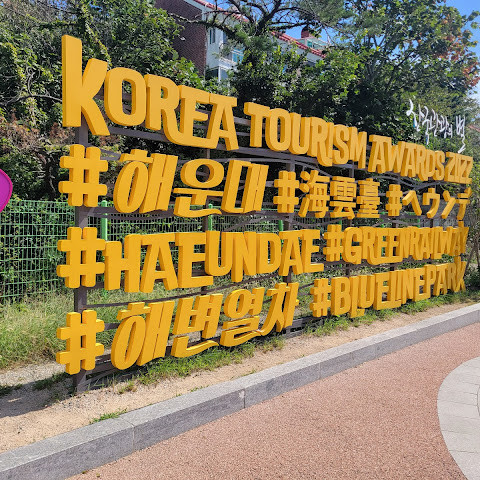 KOREA TOURISM AWARDS 2022
#해운대 #海雲臺 #ヘウンデ
#HAEUNDAE #GREENRAILWAY
#해변열차 #BLUELINEPARK